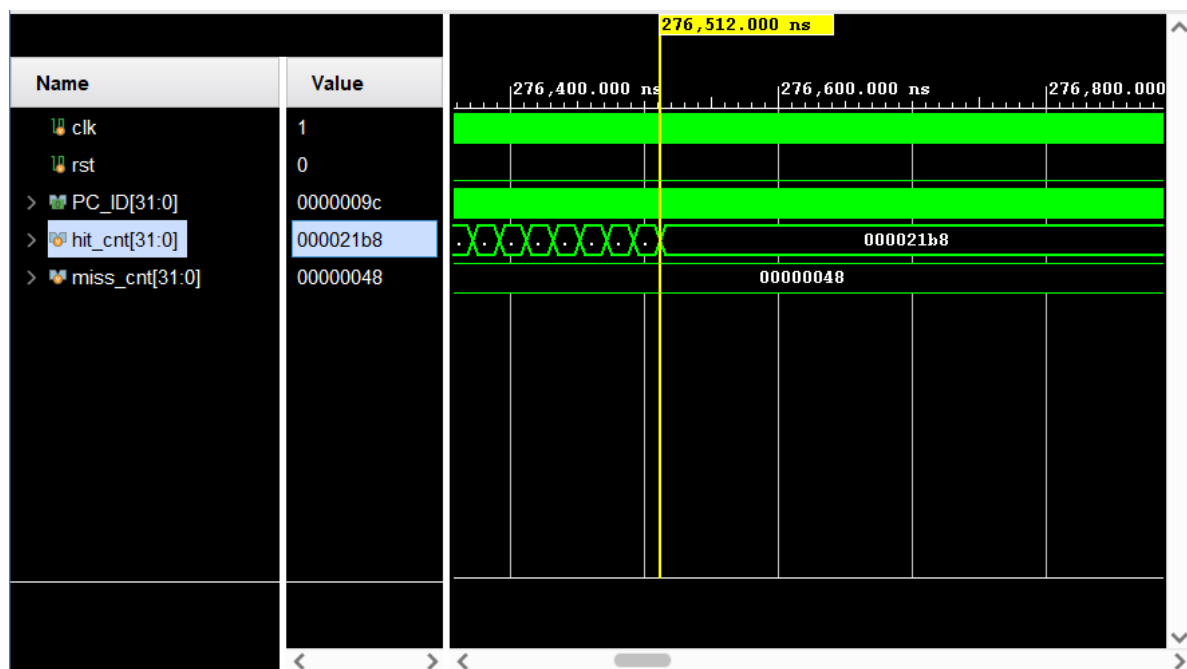 276,512.000 ns
Name
Value
276,400.000 ns
276,600.000 ns
276,800.000
clk
1
rst
0
PC_ID[31:0]
0000009c
hit_cnt[31:0]
000021b8
000021b8
miss_cnt[31:0]
00000048
00000048